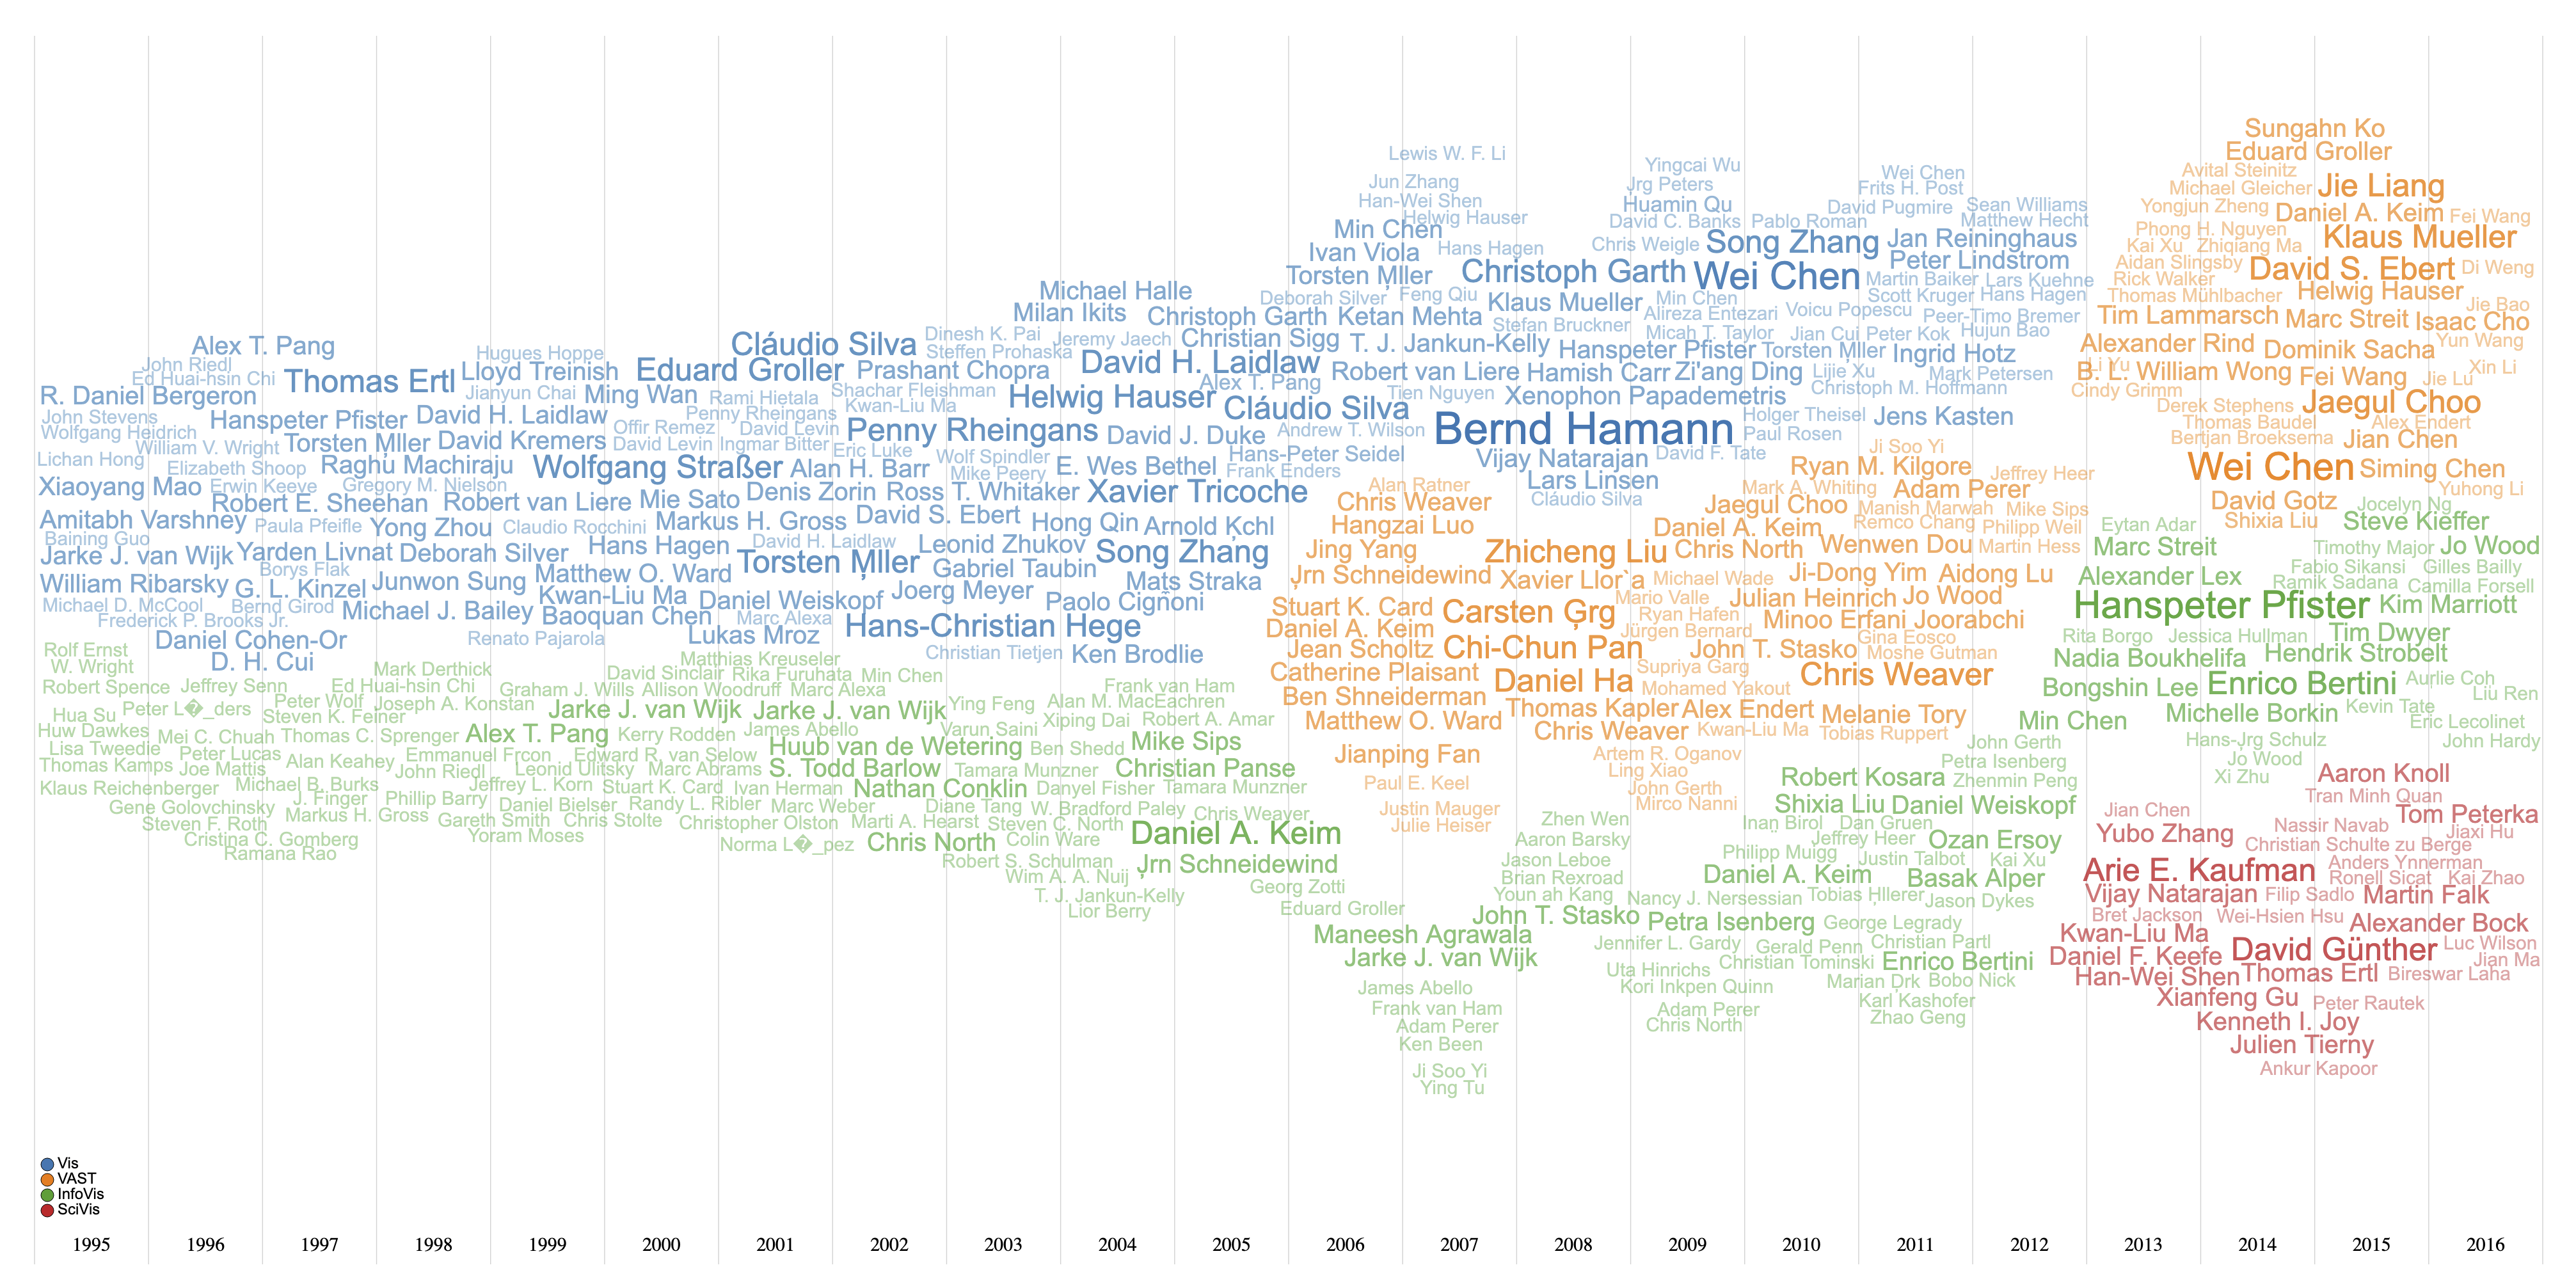 Sungahn Ko
Eduard Groller
Lewis W. F. Li
Yingcai Wu
Wei Chen
Avital Steinitz
Jun Zhang
Jrg Peters
Frits H. Post
Michael Gleicher
Jie Liang
Han-Wei Shen
Huamin Qu
David Pugmire
Sean Williams
Yongjun Zheng
Daniel A. Keim
Fei Wang
Min Chen
Helwig Hauser
David C. Banks
Pablo Roman
Matthew Hecht
Phong H. Nguyen
Klaus Mueller
Ivan Viola
Hans Hagen
Chris Weigle
Song Zhang
Jan Reininghaus
Kai Xu
Zhiqiang Ma
Torsten Mller
Christoph Garth
Wei Chen
Peter Lindstrom
Aidan Slingsby
David S. Ebert
Di Weng
Martin Baiker
Lars Kuehne
Rick Walker
Michael Halle
Deborah Silver
Feng Qiu
Klaus Mueller
Min Chen
Scott Kruger
Hans Hagen
Thomas Mühlbacher
Helwig Hauser
Jie Bao
Milan Ikits
Christoph Garth
Ketan Mehta
Stefan Bruckner
Alireza Entezari
Voicu Popescu
Peer-Timo Bremer
Tim Lammarsch
Marc Streit
Isaac Cho
Alex T. Pang
Cláudio Silva
Dinesh K. Pai
Jeremy Jaech
Christian Sigg
T. J. Jankun-Kelly
Micah T. Taylor
Jian Cui
Peter Kok
Hujun Bao
Alexander Rind
Dominik Sacha
Yun Wang
John Riedl
Hugues Hoppe
Steffen Prohaska
Hanspeter Pfister
Torsten Mller
Ingrid Hotz
Ed Huai-hsin Chi
Thomas Ertl
Lloyd Treinish
Eduard Groller
Prashant Chopra
David H. Laidlaw
Robert van Liere
Hamish Carr
Zi'ang Ding
Lijie Xu
Mark Petersen
Li Yu
B. L. William Wong
Fei Wang
Jie Lu
Xin Li
R. Daniel Bergeron
Jianyun Chai
Ming Wan
Rami Hietala
Shachar Fleishman
Helwig Hauser
Alex T. Pang
Tien Nguyen
Xenophon Papademetris
Christoph M. Hoffmann
Cindy Grimm
John Stevens
Hanspeter Pfister
David H. Laidlaw
Penny Rheingans
Kwan-Liu Ma
Cláudio Silva
Holger Theisel
Jens Kasten
Derek Stephens
Jaegul Choo
Wolfgang Heidrich
Offir Remez
David Levin
Penny Rheingans
David J. Duke
Andrew T. Wilson
Bernd Hamann
Paul Rosen
Thomas Baudel
Alex Endert
William V. Wright
Torsten Mller
David Kremers
David Levin
Ingmar Bitter
Eric Luke
Wolf Spindler
Hans-Peter Seidel
Vijay Natarajan
David F. Tate
Ji Soo Yi
Bertjan Broeksema
Jian Chen
Lichan Hong
Elizabeth Shoop
Raghu Machiraju
Wolfgang Straßer
Alan H. Barr
Mike Peery
E. Wes Bethel
Frank Enders
Lars Linsen
Ryan M. Kilgore
Jeffrey Heer
Wei Chen
Siming Chen
Xiaoyang Mao
Erwin Keeve
Gregory M. Nielson
Denis Zorin
Ross T. Whitaker
Xavier Tricoche
Alan Ratner
Cláudio Silva
Mark A. Whiting
Adam Perer
Yuhong Li
Robert E. Sheehan
Robert van Liere
Mie Sato
Chris Weaver
Jaegul Choo
Manish Marwah
Mike Sips
David Gotz
Jocelyn Ng
Amitabh Varshney
Paula Pfeifle
Yong Zhou
Claudio Rocchini
Markus H. Gross
David S. Ebert
Hong Qin
Arnold Kchl
Hangzai Luo
Daniel A. Keim
Remco Chang
Philipp Weil
Eytan Adar
Shixia Liu
Steve Kieffer
Baining Guo
Jarke J. van Wijk
Yarden Livnat
Deborah Silver
Hans Hagen
David H. Laidlaw
Leonid Zhukov
Song Zhang
Jing Yang
Zhicheng Liu
Chris North
Wenwen Dou
Martin Hess
Marc Streit
Timothy Major
Jo Wood
Borys Flak
Matthew O. Ward
Torsten Mller
Gabriel Taubin
Jrn Schneidewind
Xavier Llor`a
Michael Wade
Ji-Dong Yim
Aidong Lu
Alexander Lex
Fabio Sikansi
Gilles Bailly
William Ribarsky
G. L. Kinzel
Junwon Sung
Kwan-Liu Ma
Daniel Weiskopf
Joerg Meyer
Mats Straka
Mario Valle
Julian Heinrich
Jo Wood
Ramik Sadana
Camilla Forsell
Michael D. McCool
Bernd Girod
Michael J. Bailey
Baoquan Chen
Marc Alexa
Paolo Cignoni
Stuart K. Card
Carsten Grg
Ryan Hafen
Minoo Erfani Joorabchi
Hanspeter Pfister
Kim Marriott
Frederick P. Brooks Jr.
Daniel Cohen-Or
Renato Pajarola
Lukas Mroz
Hans-Christian Hege
Daniel A. Keim
Jürgen Bernard
Gina Eosco
Rita Borgo
Jessica Hullman
Tim Dwyer
Rolf Ernst
D. H. Cui
Matthias Kreuseler
Christian Tietjen
Ken Brodlie
Jean Scholtz
Chi-Chun Pan
John T. Stasko
Moshe Gutman
Nadia Boukhelifa
Hendrik Strobelt
W. Wright
Mark Derthick
David Sinclair
Rika Furuhata
Min Chen
Catherine Plaisant
Daniel Ha
Supriya Garg
Chris Weaver
Aurlie Coh
Robert Spence
Jeffrey Senn
Ed Huai-hsin Chi
Graham J. Wills
Allison Woodruff
Marc Alexa
Frank van Ham
Ben Shneiderman
Mohamed Yakout
Bongshin Lee
Enrico Bertini
Liu Ren
Hua Su
Peter L�_ders
Peter Wolf
Joseph A. Konstan
Jarke J. van Wijk
Jarke J. van Wijk
Ying Feng
Alan M. MacEachren
Thomas Kapler
Alex Endert
Melanie Tory
Min Chen
Michelle Borkin
Kevin Tate
Steven K. Feiner
Xiping Dai
Robert A. Amar
Matthew O. Ward
Eric Lecolinet
Huw Dawkes
Mei C. Chuah
Thomas C. Sprenger
Alex T. Pang
Kerry Rodden
James Abello
Varun Saini
Chris Weaver
Kwan-Liu Ma
Tobias Ruppert
John Gerth
Hans-Jrg Schulz
John Hardy
Lisa Tweedie
Peter Lucas
Alan Keahey
Emmanuel Frcon
Edward R. van Selow
Huub van de Wetering
Ben Shedd
Mike Sips
Jianping Fan
Artem R. Oganov
Petra Isenberg
Jo Wood
Thomas Kamps
Joe Mattis
John Riedl
Leonid Ulitsky
Marc Abrams
S. Todd Barlow
Tamara Munzner
Christian Panse
Ling Xiao
Robert Kosara
Zhenmin Peng
Xi Zhu
Aaron Knoll
Klaus Reichenberger
Michael B. Burks
Jeffrey L. Korn
Stuart K. Card
Ivan Herman
Nathan Conklin
Danyel Fisher
Tamara Munzner
Paul E. Keel
John Gerth
Tran Minh Quan
Gene Golovchinsky
J. Finger
Phillip Barry
Daniel Bielser
Randy L. Ribler
Marc Weber
Diane Tang
W. Bradford Paley
Chris Weaver
Justin Mauger
Mirco Nanni
Shixia Liu
Daniel Weiskopf
Jian Chen
Tom Peterka
Steven F. Roth
Markus H. Gross
Gareth Smith
Chris Stolte
Christopher Olston
Marti A. Hearst
Steven C. North
Julie Heiser
Zhen Wen
Inan Birol
Dan Gruen
Nassir Navab
Jiaxi Hu
Cristina C. Gomberg
Yoram Moses
Norma L�_pez
Chris North
Colin Ware
Daniel A. Keim
Aaron Barsky
Jeffrey Heer
Ozan Ersoy
Yubo Zhang
Christian Schulte zu Berge
Ramana Rao
Robert S. Schulman
Jrn Schneidewind
Jason Leboe
Philipp Muigg
Justin Talbot
Kai Xu
Arie E. Kaufman
Anders Ynnerman
Wim A. A. Nuij
Georg Zotti
Brian Rexroad
Daniel A. Keim
Basak Alper
Ronell Sicat
Kai Zhao
T. J. Jankun-Kelly
Youn ah Kang
Nancy J. Nersessian
Tobias Hllerer
Jason Dykes
Vijay Natarajan
Filip Sadlo
Martin Falk
Lior Berry
Eduard Groller
John T. Stasko
Petra Isenberg
George Legrady
Bret Jackson
Wei-Hsien Hsu
Alexander Bock
Maneesh Agrawala
Jennifer L. Gardy
Gerald Penn
Christian Partl
Kwan-Liu Ma
David Günther
Luc Wilson
Jarke J. van Wijk
Uta Hinrichs
Christian Tominski
Enrico Bertini
Daniel F. Keefe
Jian Ma
James Abello
Kori Inkpen Quinn
Marian Drk
Bobo Nick
Han-Wei Shen
Thomas Ertl
Bireswar Laha
Frank van Ham
Adam Perer
Karl Kashofer
Xianfeng Gu
Peter Rautek
Adam Perer
Chris North
Zhao Geng
Kenneth I. Joy
Ken Been
Julien Tierny
Ji Soo Yi
Ankur Kapoor
Ying Tu
Vis
VAST
InfoVis
SciVis
1995 1996 1997 1998 1999 2000 2001 2002 2003 2004 2005 2006 2007 2008 2009 2010 2011 2012 2013 2014 2015 2016